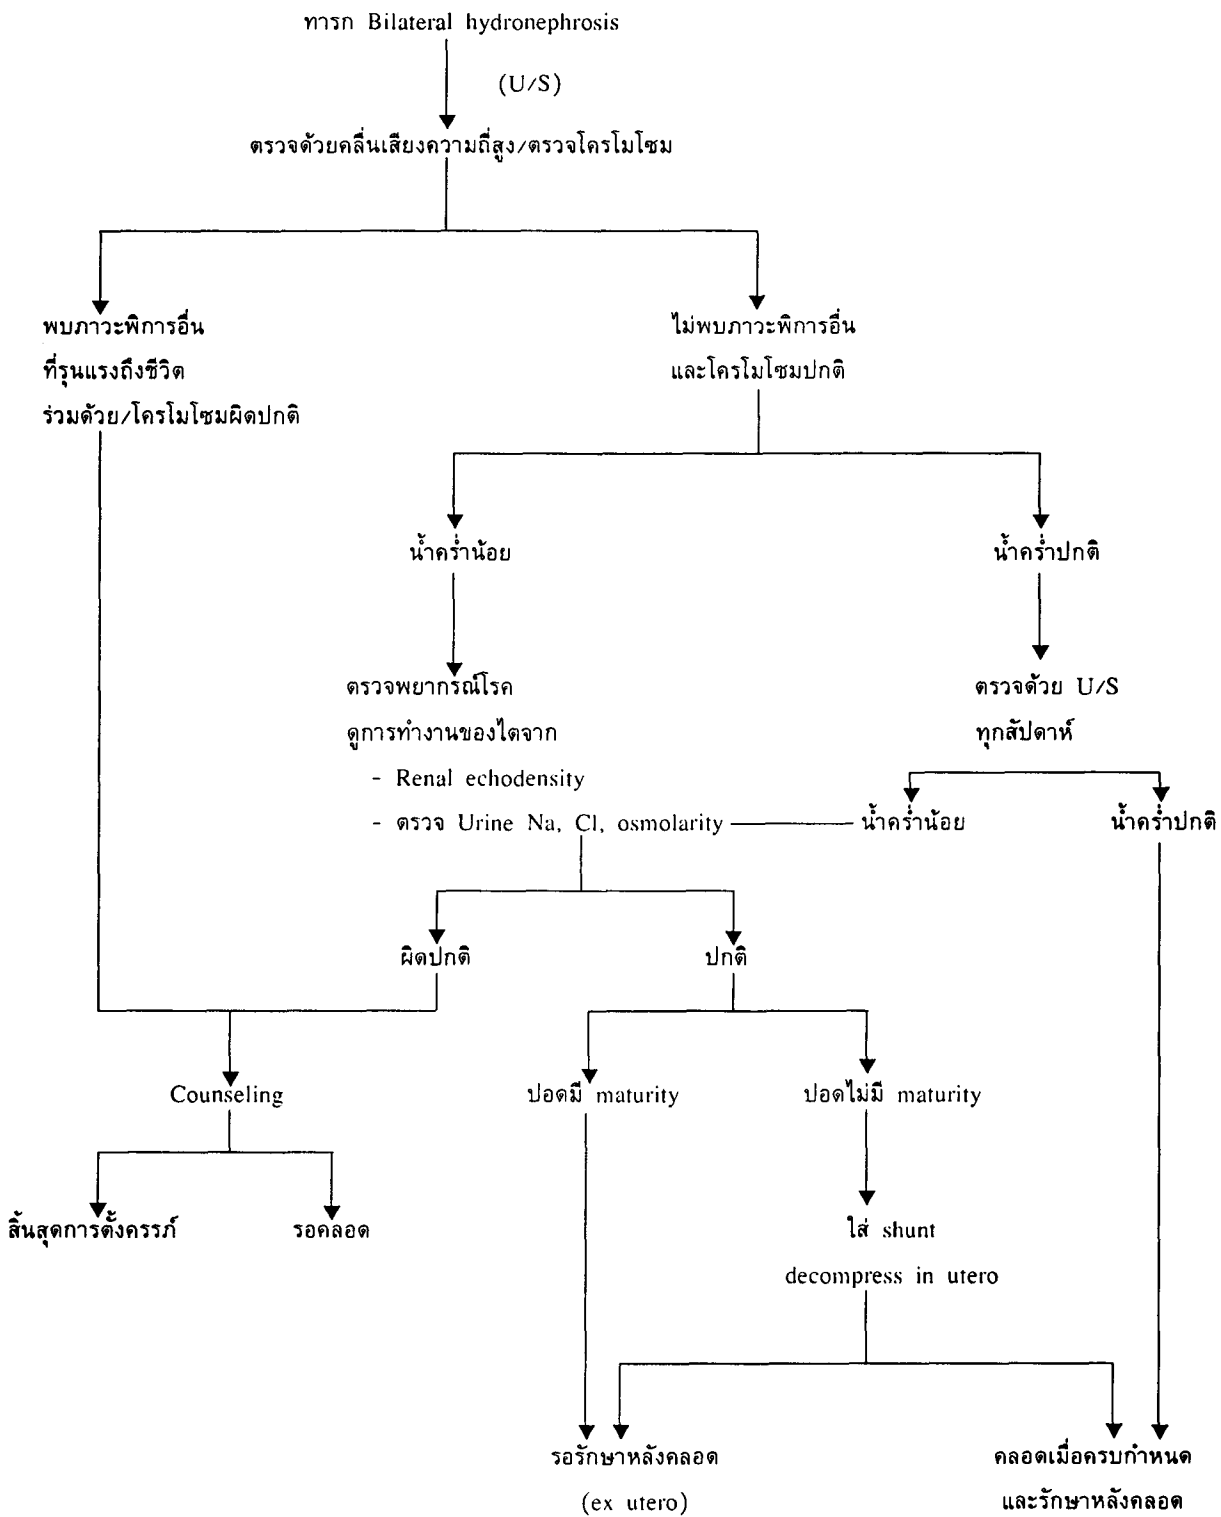 ทารก Bilateral hydronephrosis
(U/S)
ตรวจด้วยคลื่นเสียงความถี่สูง/ตรวจโครโมโซม
พบภาวะพิการอื่น
ที่รุนแรงถึงชีวิต
ร่วมด้วย/โครโมโซมผิดปกติ
ไม่พบภาวะพิการอื่น
และโครโมโซมปกติ
น้ำคร่ำน้อย
น้ำคร่ำปกติ
ตรวจพยากรณ์โรค
ดูการทำงานของไตจาก
- Renal echodensity
- ตรวจ Urine Na, Cl, osmolarity
ตรวจด้วย U/S
ทุกสัปดาห์
น้ำคร่ำน้อย
น้ำคร่ำปกติ
ผิดปกติ
ปกติ
Counseling
ปอดมี maturity
ปอดไม่มี maturity
สิ้นสุดการตั้งครรภ์
รอคลอด
ใส่ shunt
decompress in utero
รอรักษาหลังคลอด
(ex utero)
คลอดเมื่อครบกำหนด
และรักษาหลังคลอด